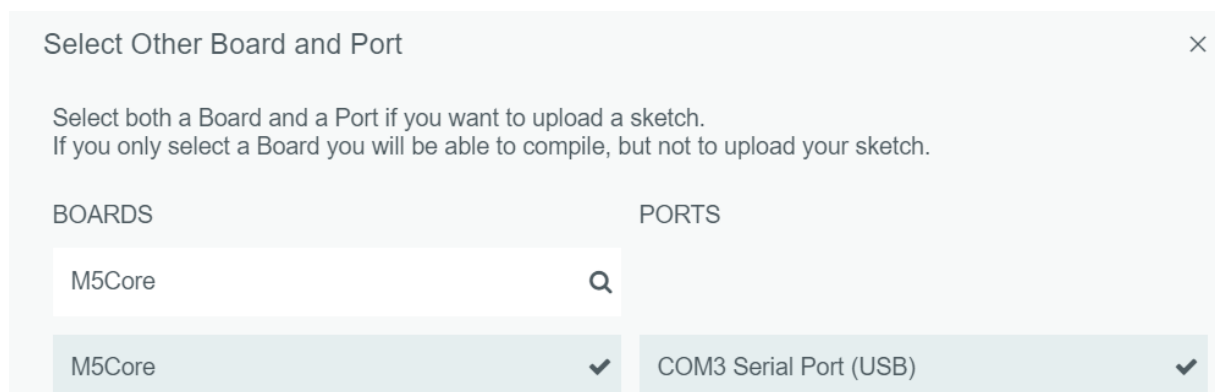 Select Other Board and Port
Select both a Board and a Port if you want to upload a sketch.
If you only select a Board you will be able to compile, but not to upload your sketch.
BOARDS
PORTS
M5Core
M5Core
COM3 Serial Port (USB)